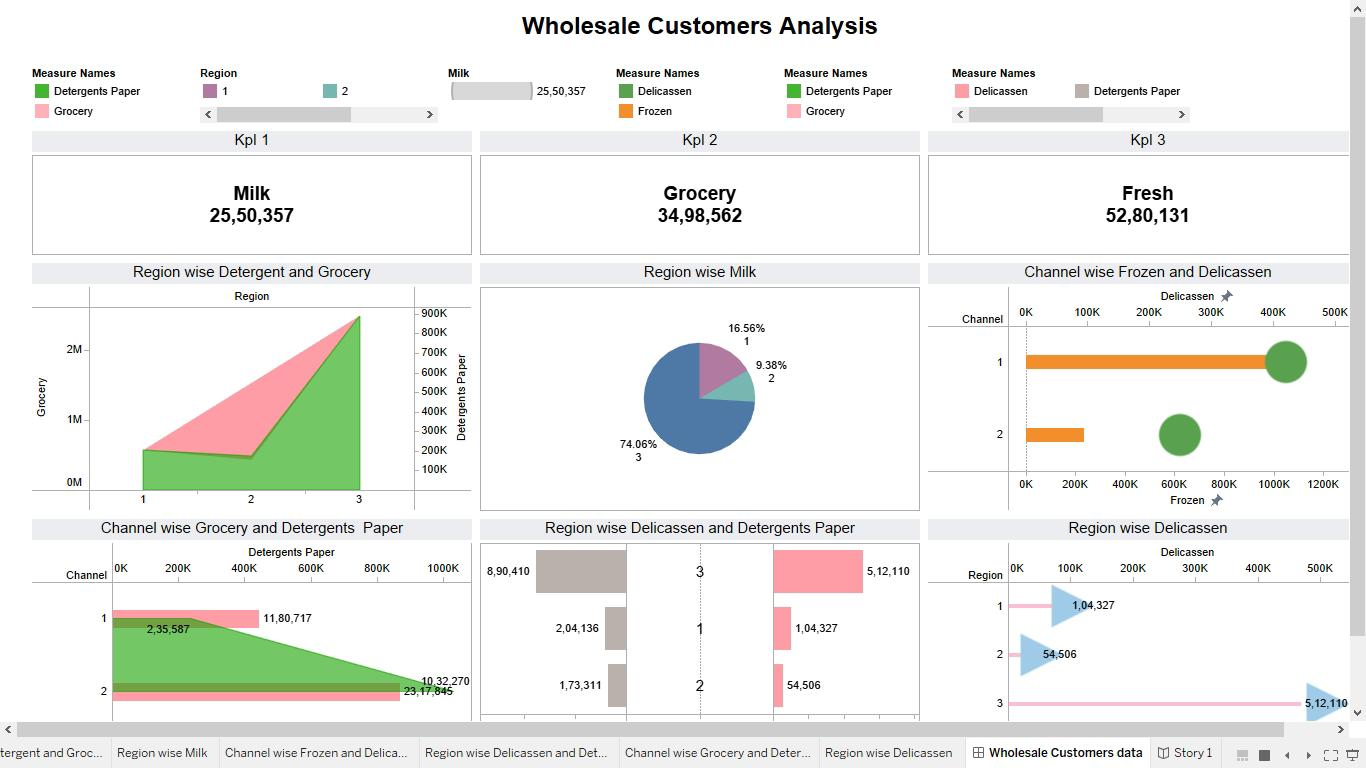 Wholesale Customers Analysis
Measure Names
Detergents Paper
Grocery
Region
1 2
Milk
25,50,357
Measure Names
Delicassen
Frozen
Measure Names
Detergents Paper
Grocery
Measure Names
Delicassen Detergents Paper
KpI 1
Milk
25,50,357
KpI 2
Grocery
34,98,562
KpI 3
Fresh
52,80,131
Region wise Detergent and Grocery
Region
2M
1M
0M
Grocery
900K
800K
700K
600K
500K
400K
300K
200K
100K
Detergents Paper
1 2 3
Region wise Milk
16.56%
1
9.38%
2
74.06%
3
Channel wise Frozen and Delicassen
Delicassen
Channel
0K 100K 200K 300K 400K 500K
1
2
0K 200K 400K 600K 800K 1000K 1200K
Frozen
Channel wise Grocery and Detergents Paper
Detergents Paper
Channel
0K 200K 400K 600K 800K 1000K
1 11,80,717
2,35,587
10,32,270
2 23,17,845
Region wise Delicassen and Detergents Paper
8,90,410 3 5,12,110
2,04,136 1 1,04,327
1,73,311 2 54,506
Region wise Delicassen
Delicassen
Region
0K 100K 200K 300K 400K 500K
1 1,04,327
2 54,506
3 5,12,110
tergent and Groc... Region wise Milk Channel wise Frozen and Delica... Region wise Delicassen and Det... Channel wise Grocery and Deter... Region wise Delicassen Wholesale Customers data Story 1